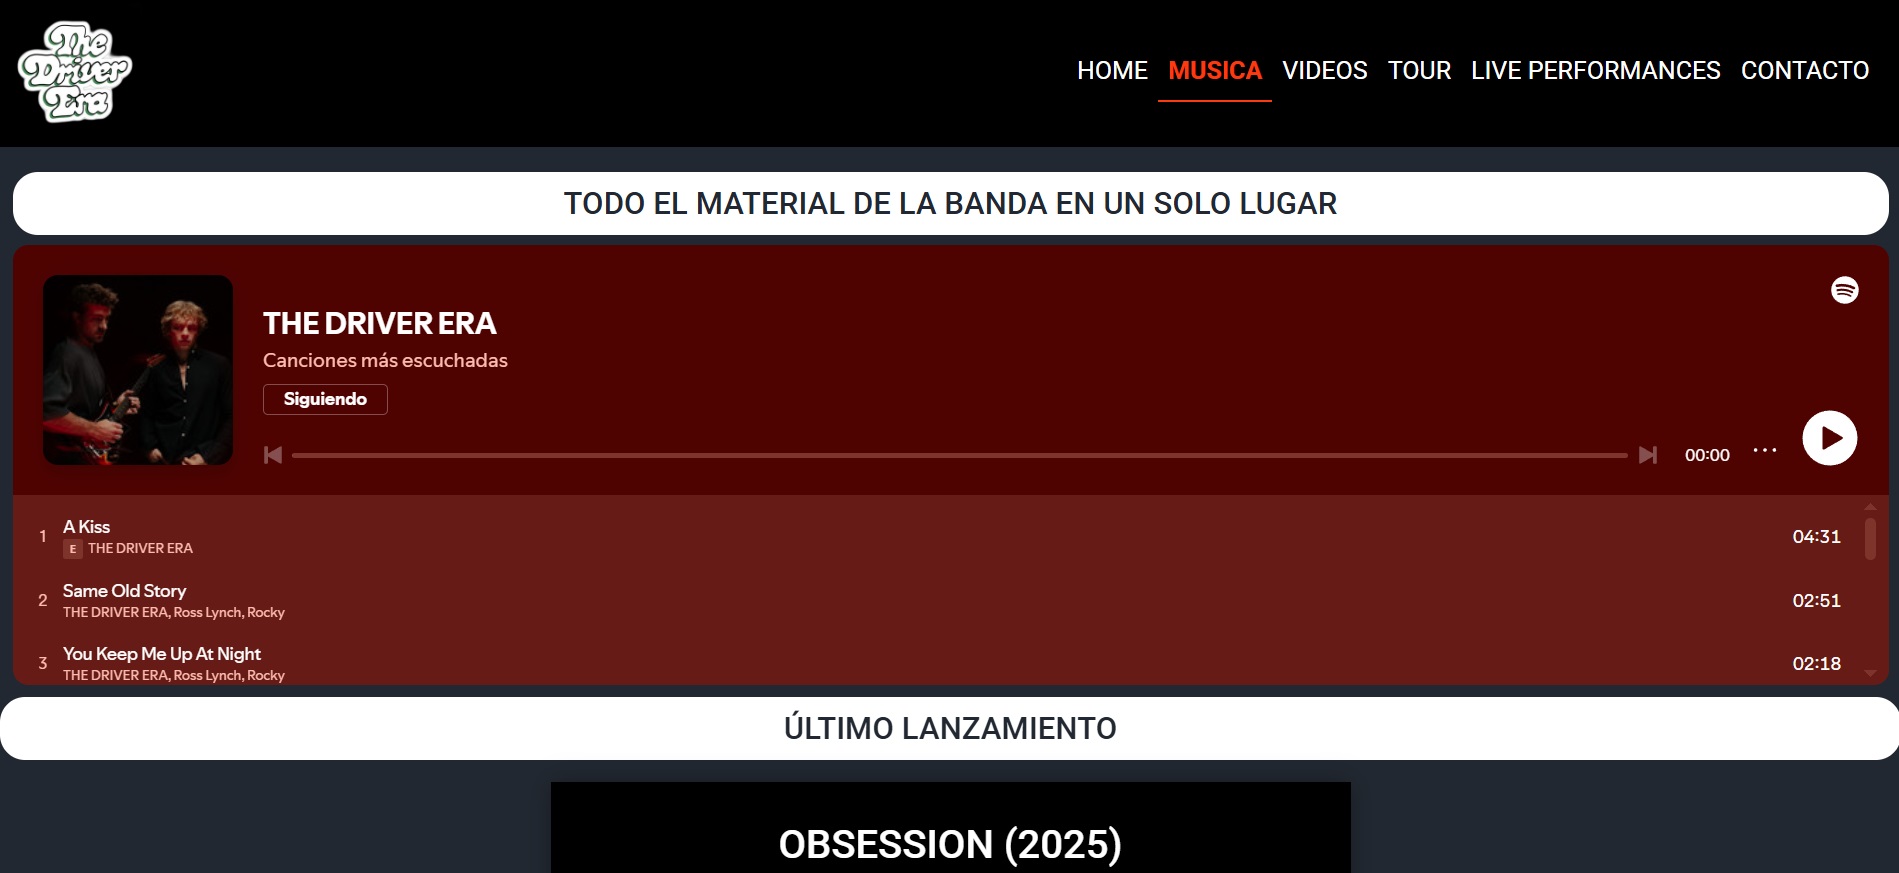 The
Driver
Era
HOME MUSICA VIDEOS TOUR LIVE PERFORMANCES CONTACTO
TODO EL MATERIAL DE LA BANDA EN UN SOLO LUGAR
THE DRIVER ERA
Canciones más escuchadas
Siguiendo
00:00
1 A Kiss 04:31
E THE DRIVER ERA
2 Same Old Story 02:51
THE DRIVER ERA, Ross Lynch, Rocky
3 You Keep Me Up At Night 02:18
THE DRIVER ERA, Ross Lynch, Rocky
ÚLTIMO LANZAMIENTO
OBSESSION (2025)